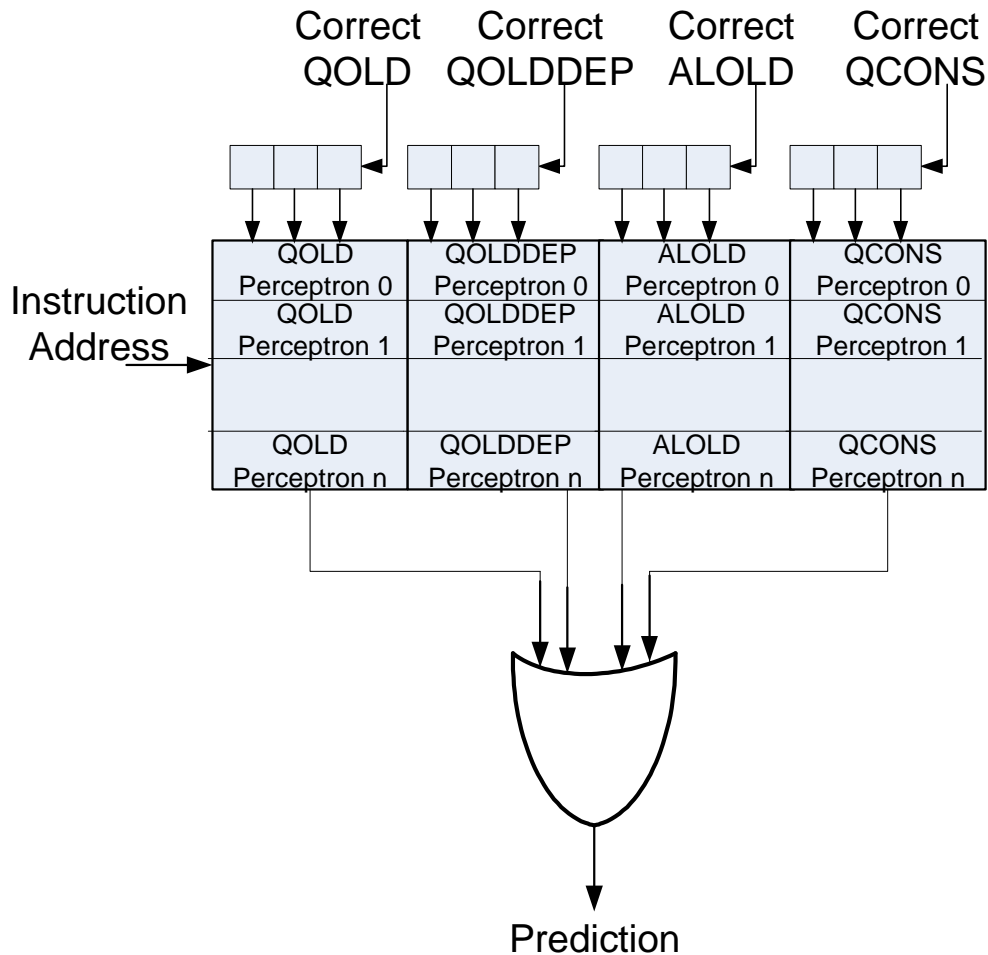 Correct QOLD
Correct QOLDDEP
Correct ALOLD
Correct QCONS
Instruction
Address
QOLD
Perceptron 0
QOLDDEP
Perceptron 0
ALOLD
Perceptron 0
QCONS
Perceptron 0
QOLD
Perceptron 1
QOLDDEP
Perceptron 1
ALOLD
Perceptron 1
QCONS
Perceptron 1
QOLD
Perceptron n
QOLDDEP
Perceptron n
ALOLD
Perceptron n
QCONS
Perceptron n
Prediction